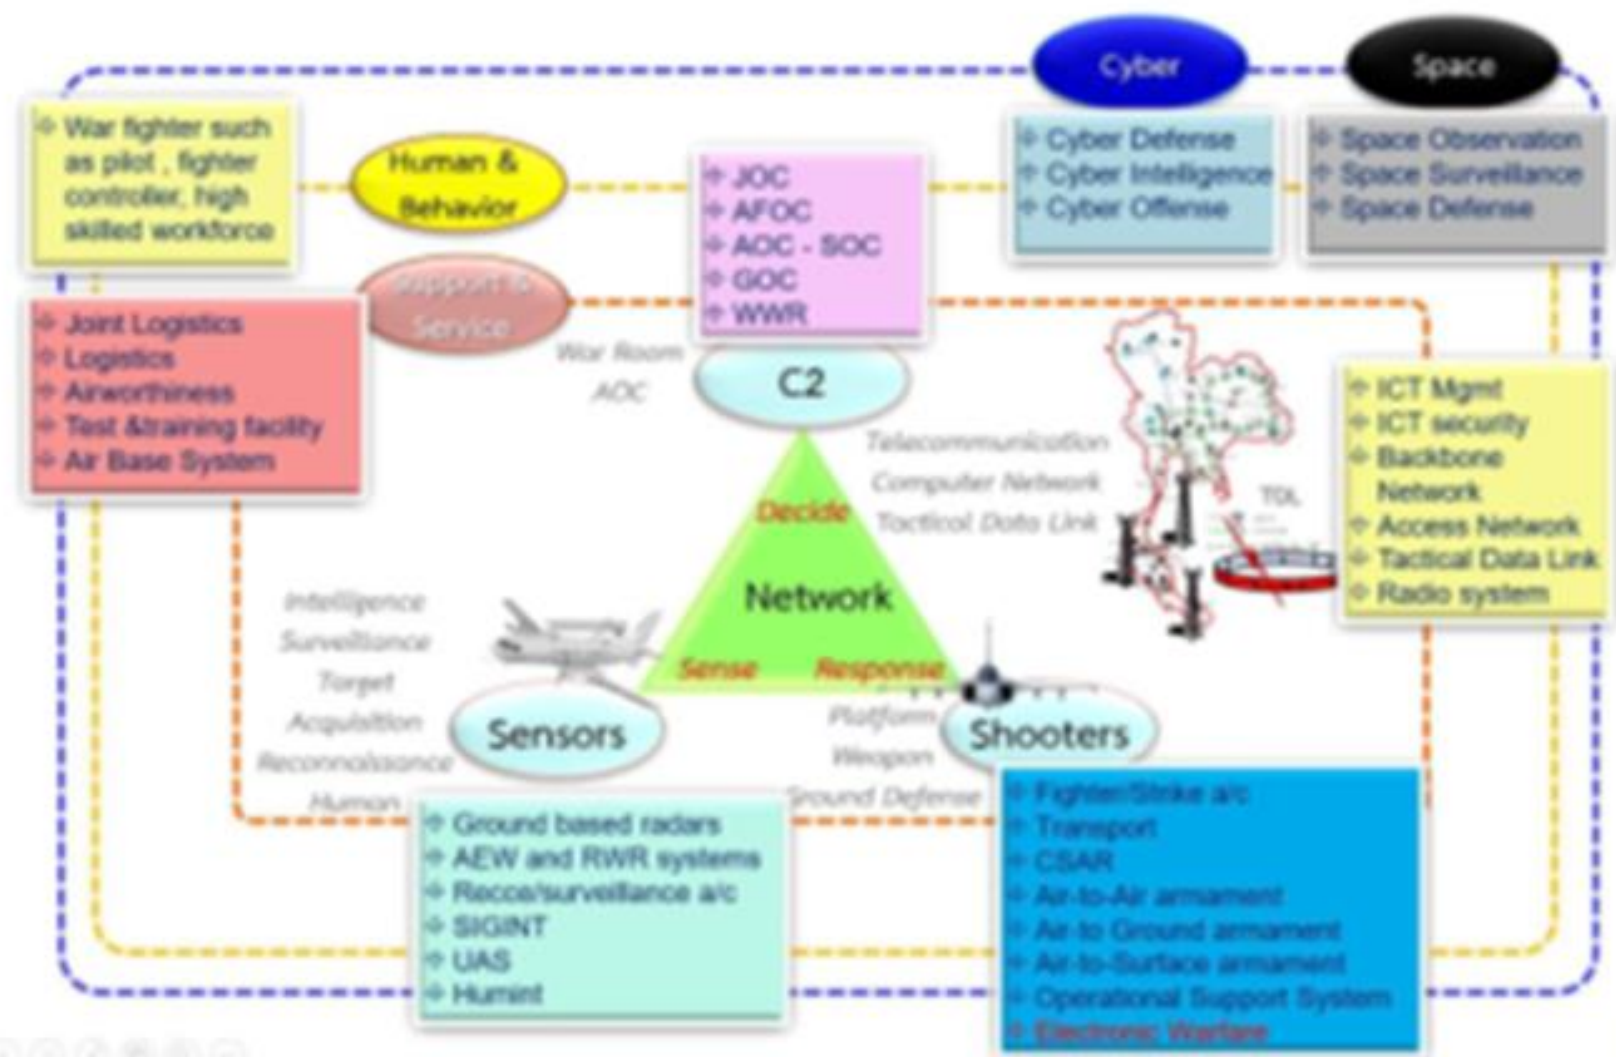 Cyber
Space
War fighter such
as pilot , fighter
controller, high
skilled workforce
Human &
Behavior
JOC
AFOC
AOC - SOC
GOC
WWR
Cyber Defense
Cyber Intelligence
Cyber Offense
Space Observation
Space Surveillance
Space Defense
Support &
Service
Joint Logistics
Logistics
Airworthiness
Test &training facility
Air Base System
War Room
AOC
C2
Telecommunication
Computer Network
Tactical Data Link
TDL
ICT Mgmt
ICT security
Backbone
Network
Access Network
Tactical Data Link
Radio system
Decide
Network
Sense
Response
Intelligence
Surveillance
Target
Acquisition
Reconnaissance
Human
Sensors
Platform
Weapon
Ground Defense
Shooters
Ground based radars
AEW and RWR systems
Recce/surveillance a/c
SIGINT
UAS
Humint
Fighter/Strike a/c
Transport
CSAR
Air-to-Air armament
Air-to Ground armament
Air-to-Surface armament
Operational Support System
Electronic Warfare